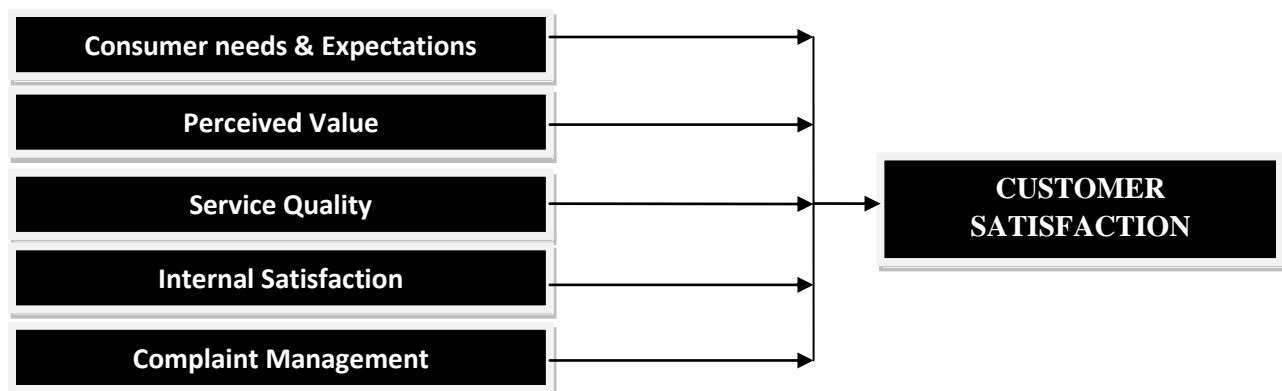 Consumer needs & Expectations
Perceived Value
Service Quality
Internal Satisfaction
Complaint Management
CUSTOMER
SATISFACTION